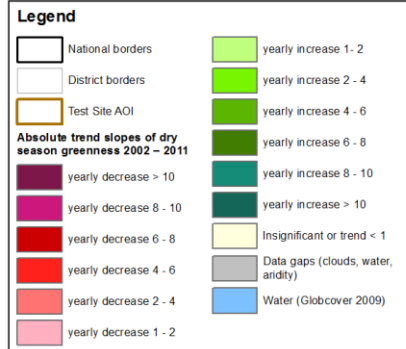 Legend
National borders
District borders
Test Site AOI
Absolute trend slopes of dry
season greenness 2002 – 2011
yearly decrease > 10
yearly decrease 8 - 10
yearly decrease 6 - 8
yearly decrease 4 - 6
yearly decrease 2 - 4
yearly decrease 1 - 2
yearly increase 1- 2
yearly increase 2 - 4
yearly increase 4 - 6
yearly increase 6 - 8
yearly increase 8 - 10
yearly increase > 10
Insignificant or trend < 1
Data gaps (clouds, water,
aridity)
Water (Globcover 2009)